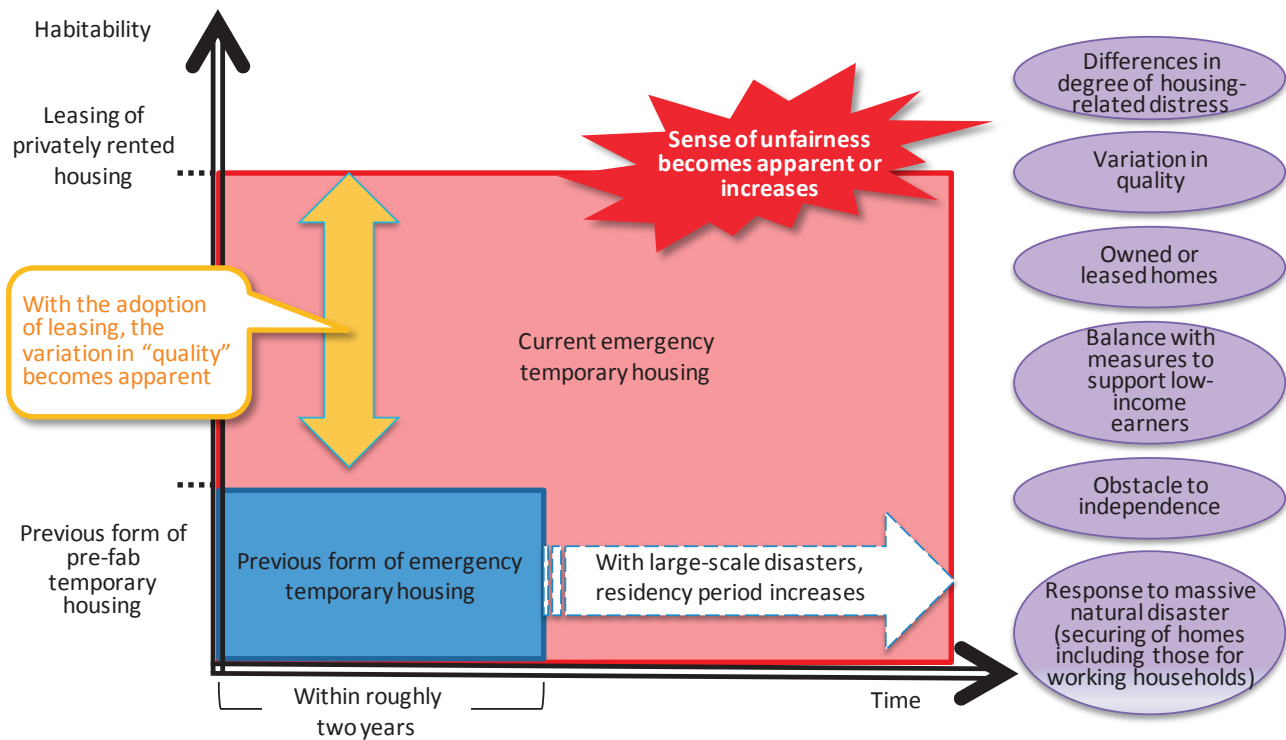 Habitability
Leasing of
privately rented
housing
Sense of unfairness
becomes apparent or
increases
With the adoption
of leasing, the
variation in “quality”
becomes apparent
Current emergency
temporary housing
Previous form of
pre-fab
temporary
housing
Previous form of emergency
temporary housing
With large-scale disasters,
residency period increases
Within roughly
two years
Time
Differences in
degree of housing-
related distress
Variation in
quality
Owned or
leased homes
Balance with
measures to
support low-
income
earners
Obstacle to
independence
Response to massive
natural disaster
(securing of homes
including those for
working households)